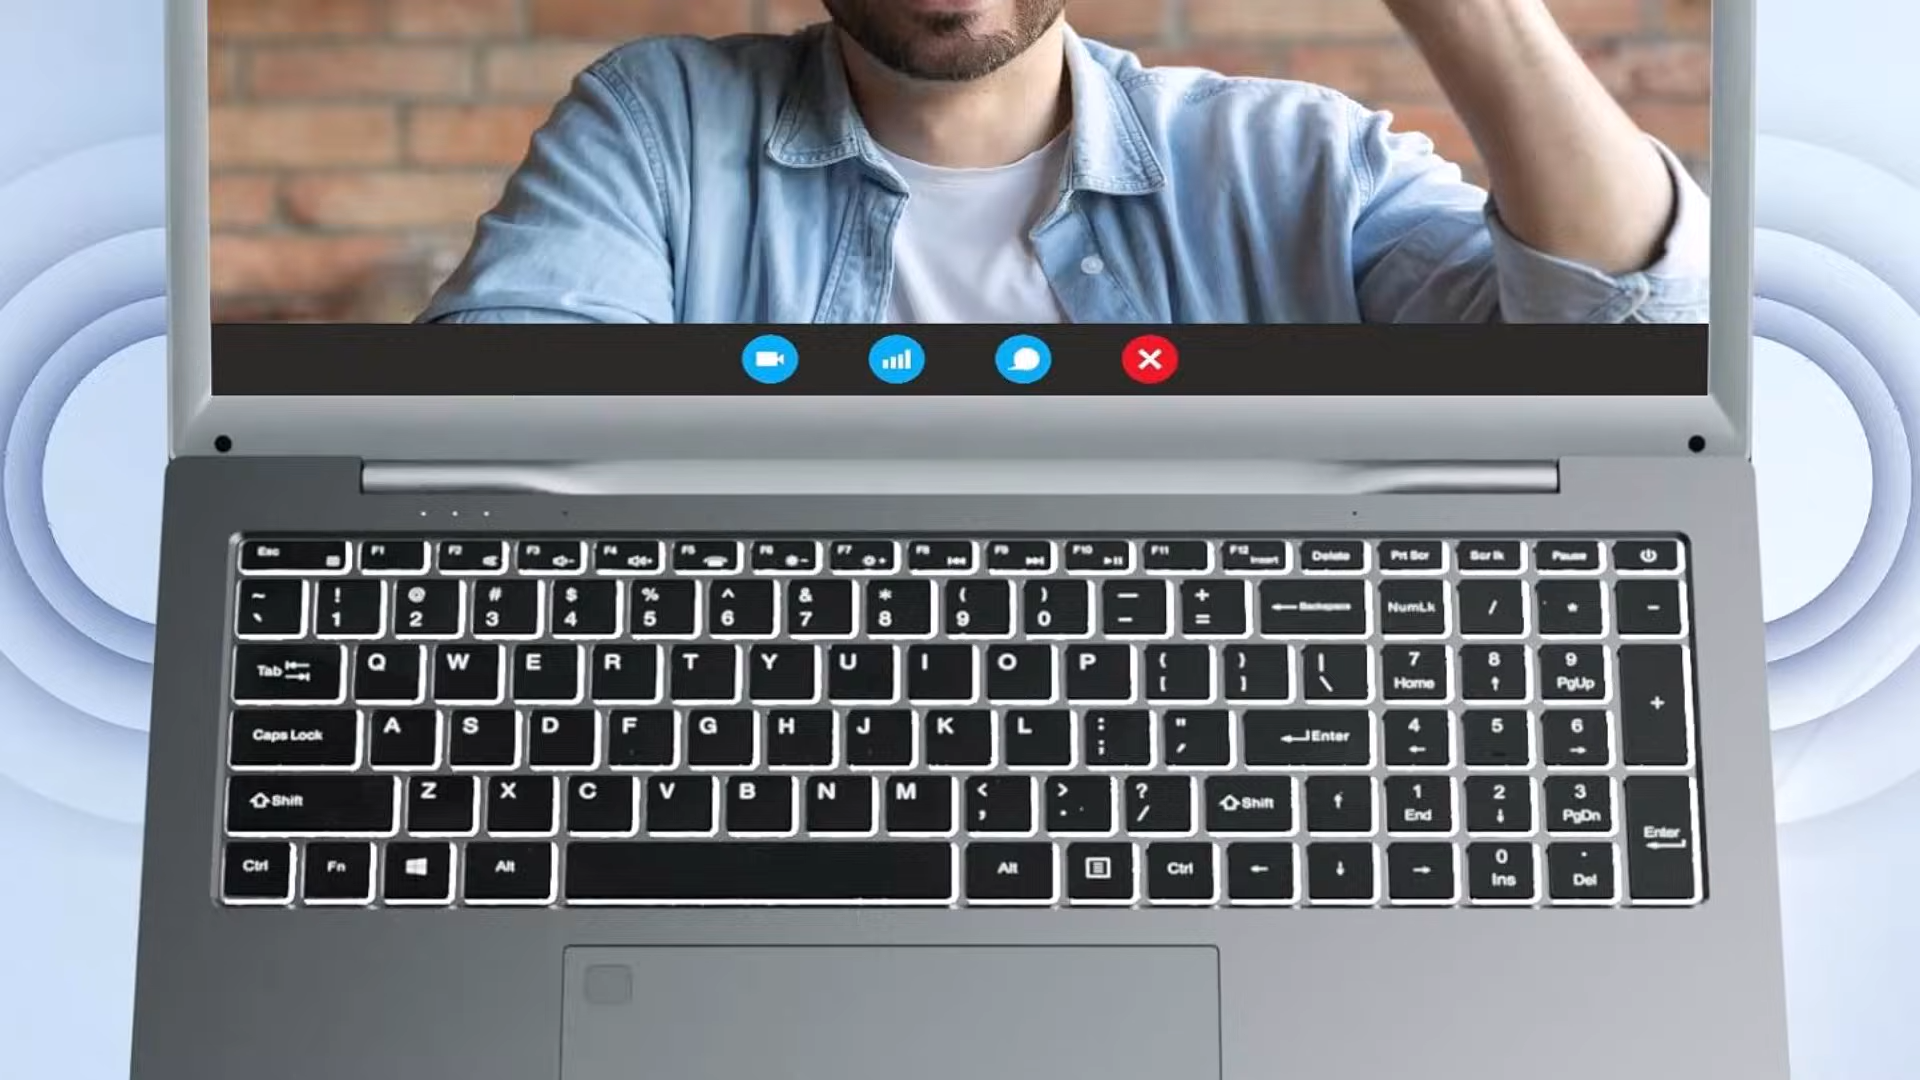 Esc F1 F2 F3 F4 F5 F6 F7 F8 F9 F10 F11 F12 Insert Delete Prt Scr Scr lk Pause
~ ! @ # $ % ^ & * ( ) — +
` 1 2 3 4 5 6 7 8 9 0 – = Backspace NumLk / * –
Tab Q W E R T Y U I O P { } | 7 8 9
[ ] \ Home ↑ PgUp +
Caps Lock A S D F G H J K L : " Enter 4 5 6
; ' ← →
Shift Z X C V B N M < > ? Shift ↑ 1 2 3
, . / End ↓ PgDn Enter
Ctrl Fn Alt Alt Ctrl ← ↓ → 0 .
Ins Del